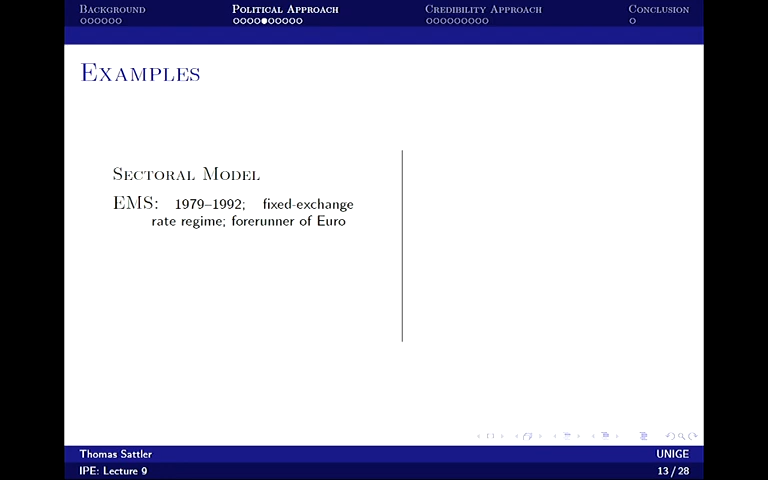 Background Political Approach Credibility Approach Conclusion
Examples
Sectoral Model
EMS: 1979–1992; fixed-exchange
rate regime; forerunner of Euro
Thomas Sattler UNIGE
IPE: Lecture 9 13 / 28